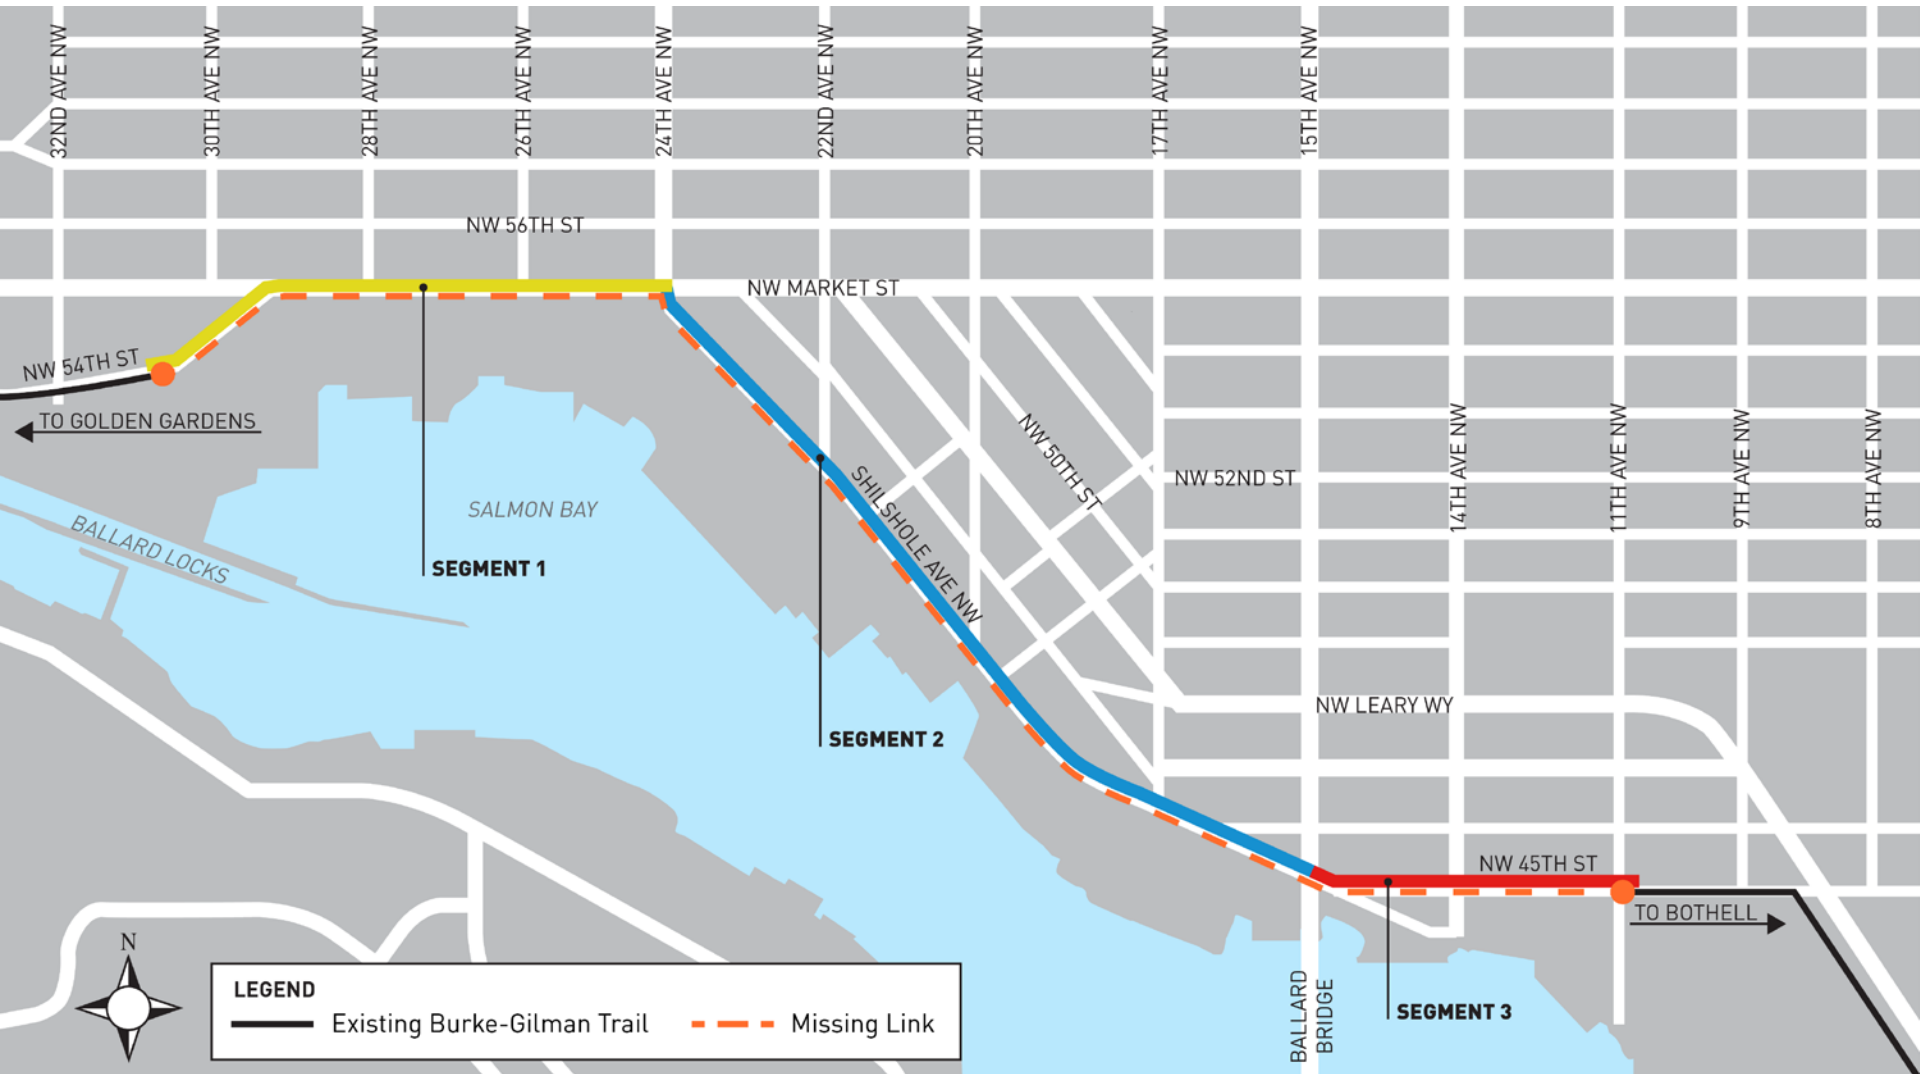 32ND AVE NW
30TH AVE NW
28TH AVE NW
26TH AVE NW
24TH AVE NW
22ND AVE NW
20TH AVE NW
17TH AVE NW
15TH AVE NW
NW 56TH ST
NW MARKET ST
NW 54TH ST
TO GOLDEN GARDENS
NW 50TH ST
NW 52ND ST
14TH AVE NW
11TH AVE NW
9TH AVE NW
8TH AVE NW
SALMON BAY
BALLARD LOCKS
SHILSHOLE AVE NW
SEGMENT 1
NW LEARY WY
SEGMENT 2
NW 45TH ST
TO BOTHELL
N
BALLARD
BRIDGE
SEGMENT 3
LEGEND
Existing Burke-Gilman Trail
Missing Link